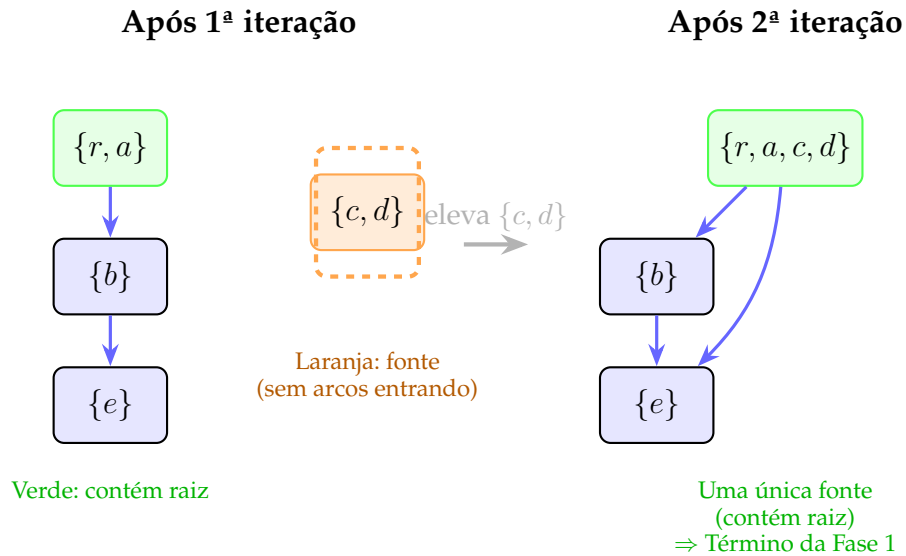 Após 1ª iteração
Após 2ª iteração
{r, a}
{b}
{e}
Verde: contém raiz
{c, d}
eleva {c, d}
Laranja: fonte
(sem arcos entrando)
{r, a, c, d}
{b}
{e}
Uma única fonte
(contém raiz)
⇒ Término da Fase 1